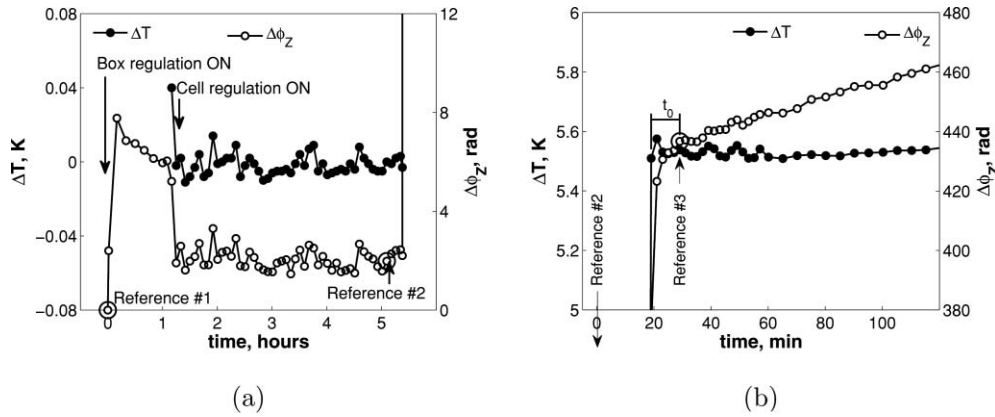 0.08
0.04
0
−0.04
−0.08
ΔT, K
12
9
6
3
0
Δϕ_Z, rad
ΔT
Δϕ_Z
Box regulation ON
Cell regulation ON
Reference #1
Reference #2
0 1 2 3 4 5
time, hours
(a)
6
5.8
5.6
5.4
5.2
5
ΔT, K
480
460
440
420
400
380
Δϕ_Z, rad
ΔT
Δϕ_Z
t_0
Reference #2
Reference #3
0 20 40 60 80 100
time, min
(b)